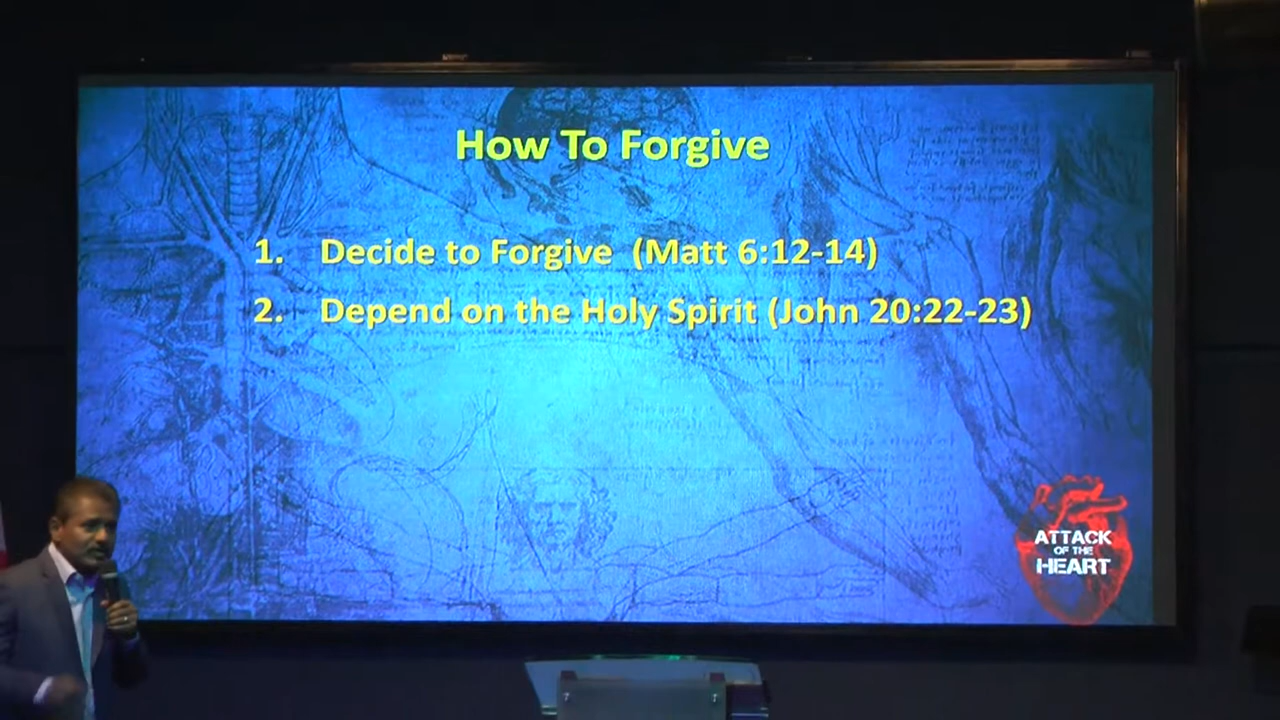 How To Forgive
1. Decide to Forgive (Matt 6:12-14)
2. Depend on the Holy Spirit (John 20:22-23)
ATTACK
OF THE
HEART